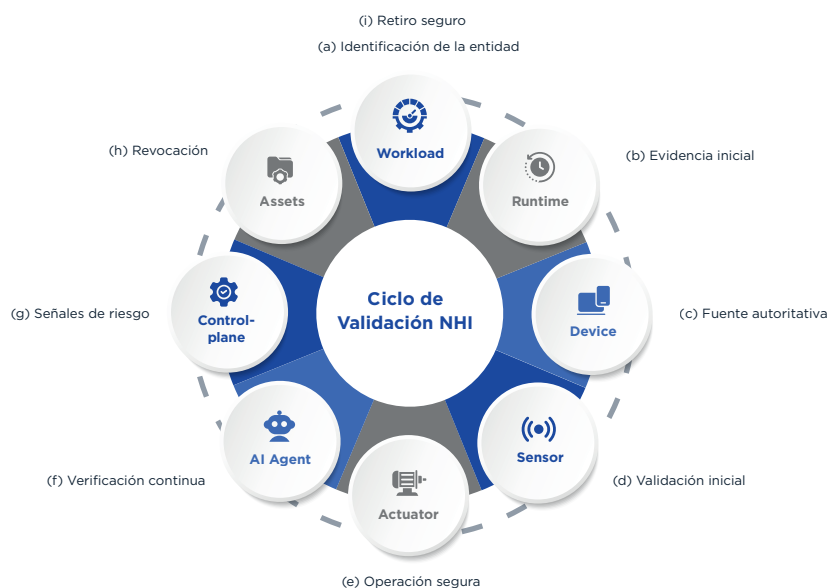 (i) Retiro seguro
(a) Identificación de la entidad
Workload
(b) Evidencia inicial
Runtime
(c) Fuente autoritativa
Device
(d) Validación inicial
Sensor
(e) Operación segura
Actuator
(f) Verificación continua
AI Agent
(g) Señales de riesgo
Control-
plane
(h) Revocación
Assets
Ciclo de
Validación NHI